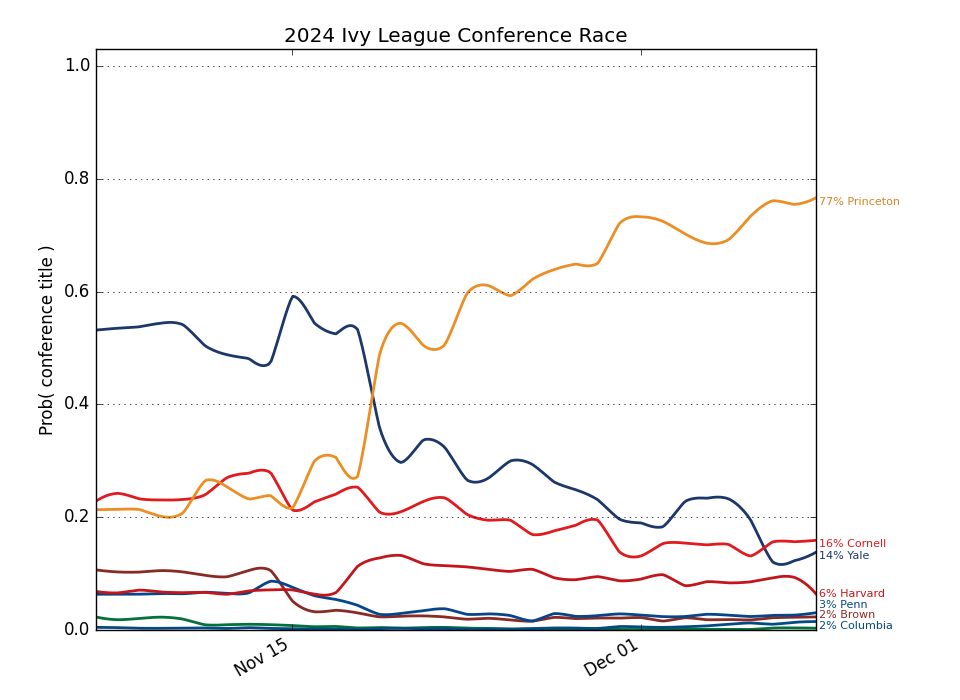 2024 Ivy League Conference Race
Prob( conference title )
1.0
0.8
0.6
0.4
0.2
0.0
Nov 15
Dec 01
77% Princeton
16% Cornell
14% Yale
6% Harvard
3% Penn
2% Brown
2% Columbia